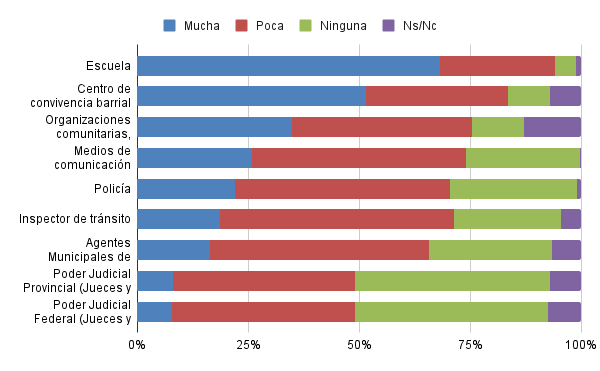 Mucha Poca Ninguna Ns/Nc
Escuela
Centro de
convivencia barrial
Organizaciones
comunitarias,
Medios de
comunicación
Policía
Inspector de tránsito
Agentes
Municipales de
Poder Judicial
Provincial (Jueces y
Poder Judicial
Federal (Jueces y
0% 25% 50% 75% 100%